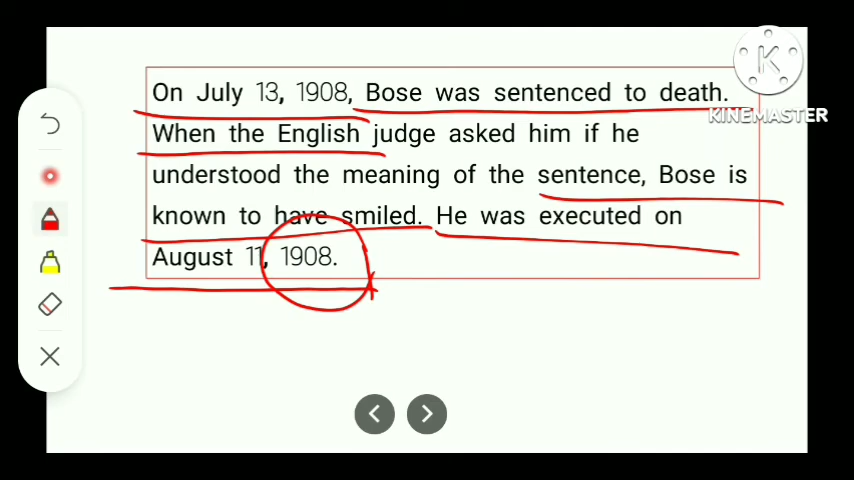 On July 13, 1908, Bose was sentenced to death.
When the English judge asked him if he
understood the meaning of the sentence, Bose is
known to have smiled. He was executed on
August 11, 1908.
K
KINEMASTER